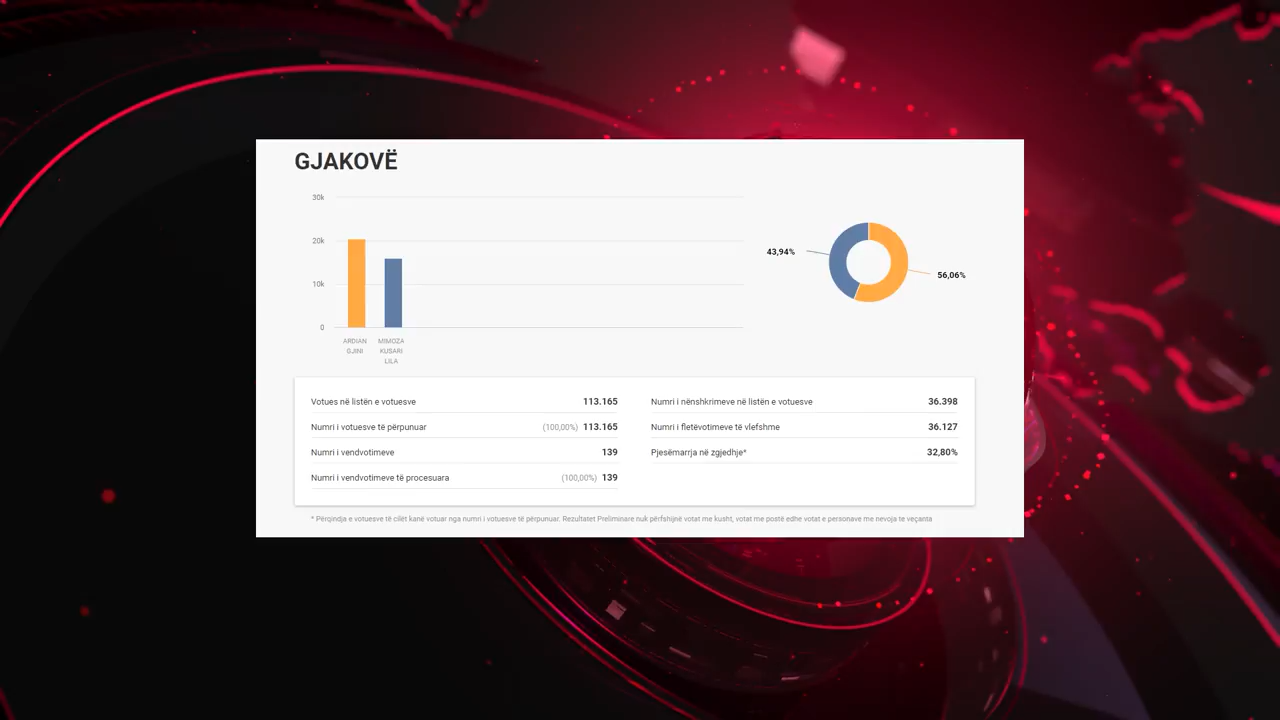 GJAKOVË
30k
20k
10k
0
ARDIAN
GJINI
MIMOZA
KUSARI
LILA
43,94%
56,06%
Votues në listën e votuesve 113.165
Numri i votuesve të përpunuar (100,00%) 113.165
Numri i vendvotimeve 139
Numri i vendvotimeve të procesuara (100,00%) 139
Numri i nënshkrimeve në listën e votuesve 36.398
Numri i fletëvotimeve të vlefshme 36.127
Pjesëmarrja në zgjedhje* 32,80%
* Përqindja e votuesve të cilët kanë votuar nga numri i votuesve të përpunuar. Rezultatet Preliminare nuk përfshijnë votat me kusht, votat me postë edhe votat e personave me nevoja te veçanta